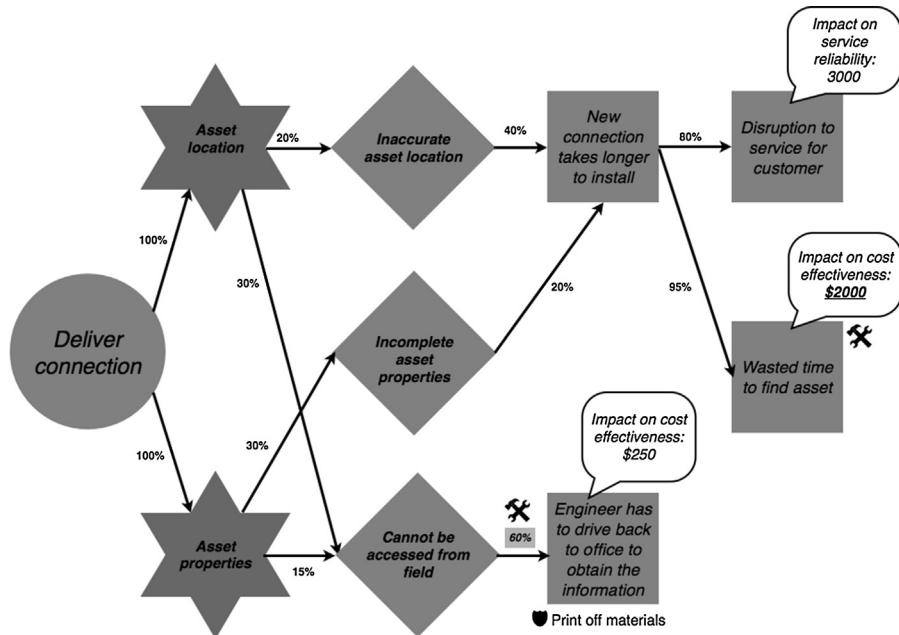 Impact on
service
reliability:
3000
Asset
location
20%
Inaccurate
asset location
40%
New
connection
takes longer
to install
80%
Disruption to
service for
customer
100%
30%
20%
95%
Impact on cost
effectiveness:
$2000
Deliver
connection
Incomplete
asset
properties
Wasted time
to find asset
100%
30%
Impact on cost
effectiveness:
$250
Asset
properties
15%
Cannot be
accessed from
field
60%
Engineer has
to drive back
to office to
obtain the
information
Print off materials